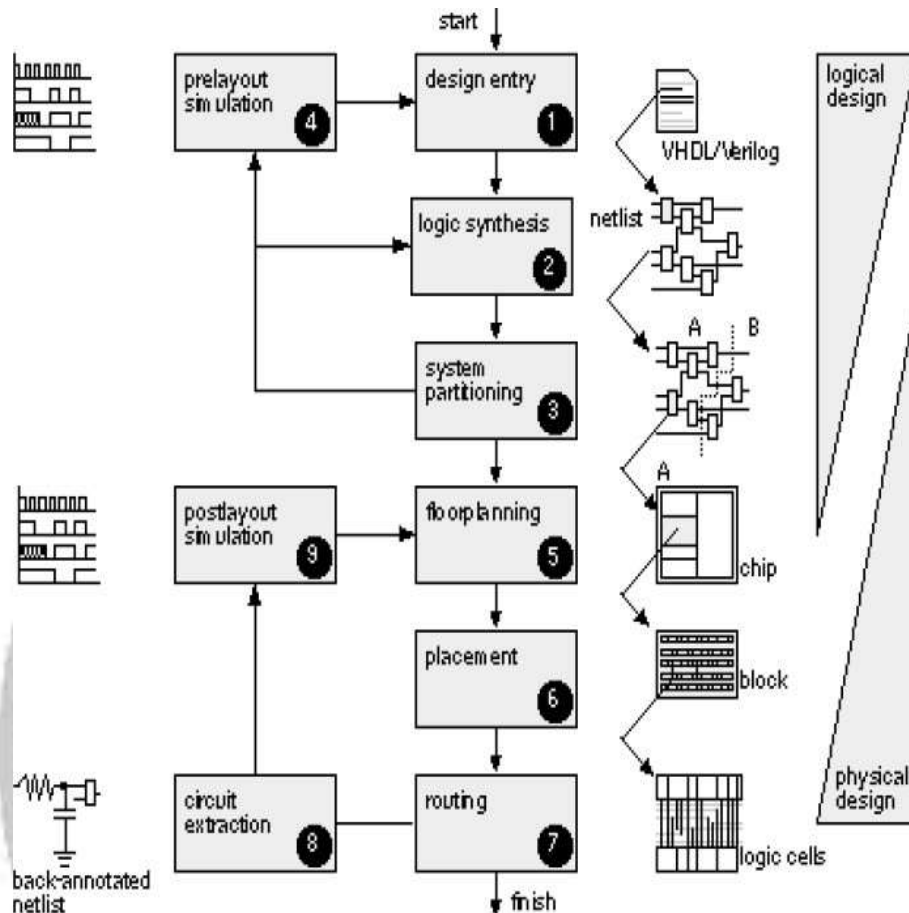 start
prelayout
simulation
4
design entry
1
logical
design
VHDL/Verilog
logic synthesis
2
netlist
system
partitioning
3
A
B
postlayout
simulation
9
floorplanning
5
A
chip
placement
6
block
circuit
extraction
8
routing
7
physical
design
logic cells
back-annotated
netlist
finish